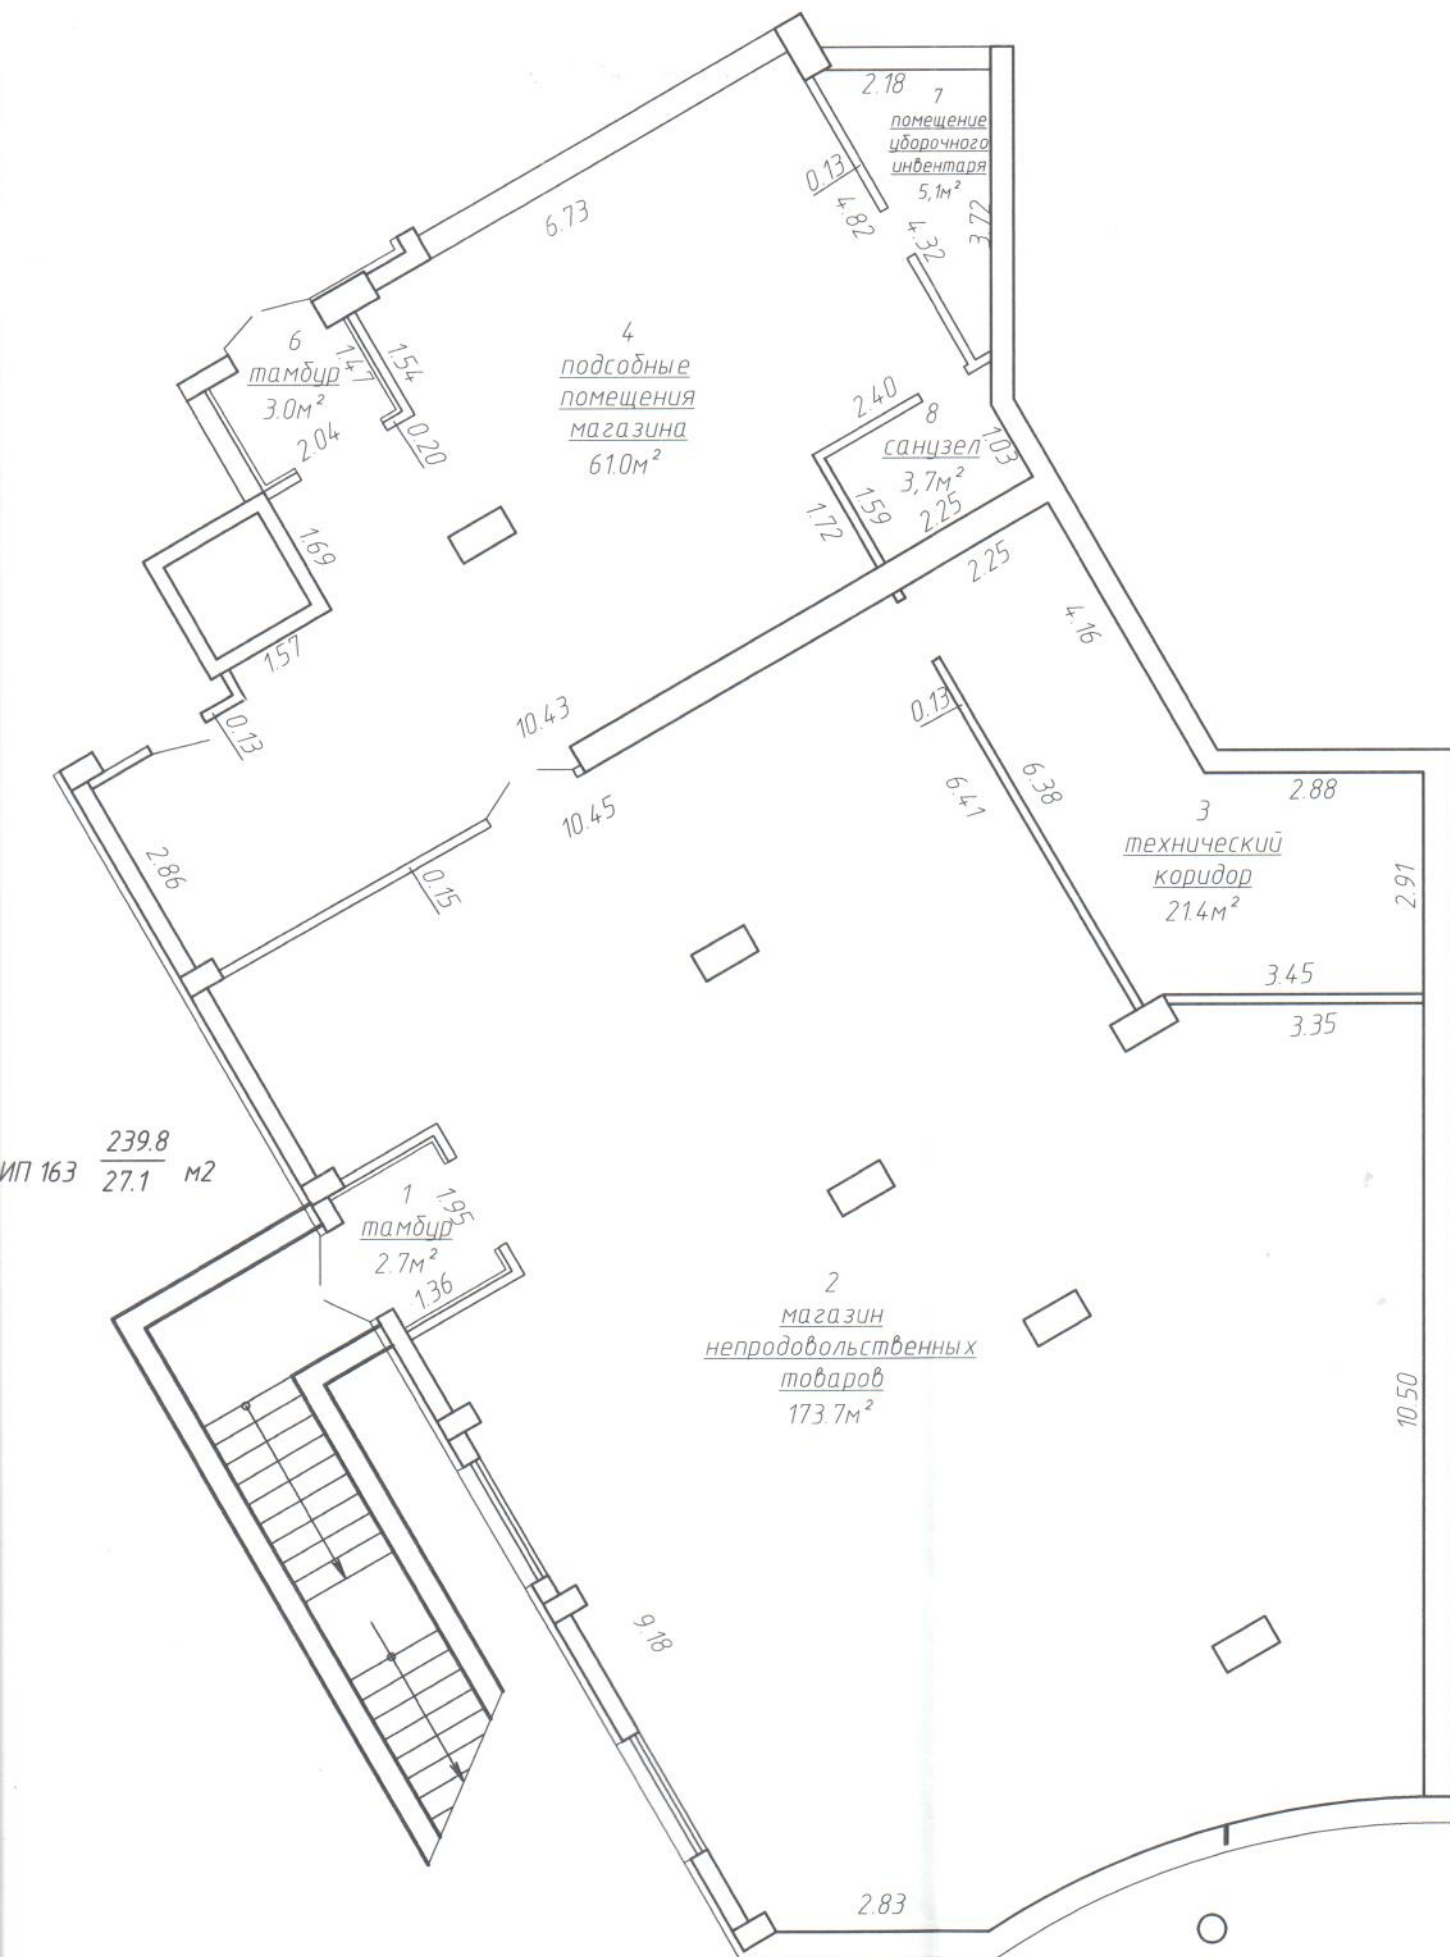 2.18
7
помещение
уборочного
инвентаря
5,1м²
0.13
4.82
4.32
3.72
6.73
6
тамбур
3.0м²
1.47
1.54
2.04
0.20
4
подсобные
помещения
магазина
61.0м²
2.40
8
санузел
3,7м²
1.03
1.59
1.72
2.25
2.25
1.69
1.57
0.13
4.16
10.43
10.45
0.13
6.41
6.38
2.88
3
технический
коридор
21.4м²
2.91
2.86
0.15
3.45
3.35
ИП 163 239.8
27.1 м2
1
тамбур
2.7м²
1.95
1.36
2
магазин
непродовольственных
товаров
173.7м²
10.50
9.18
2.83